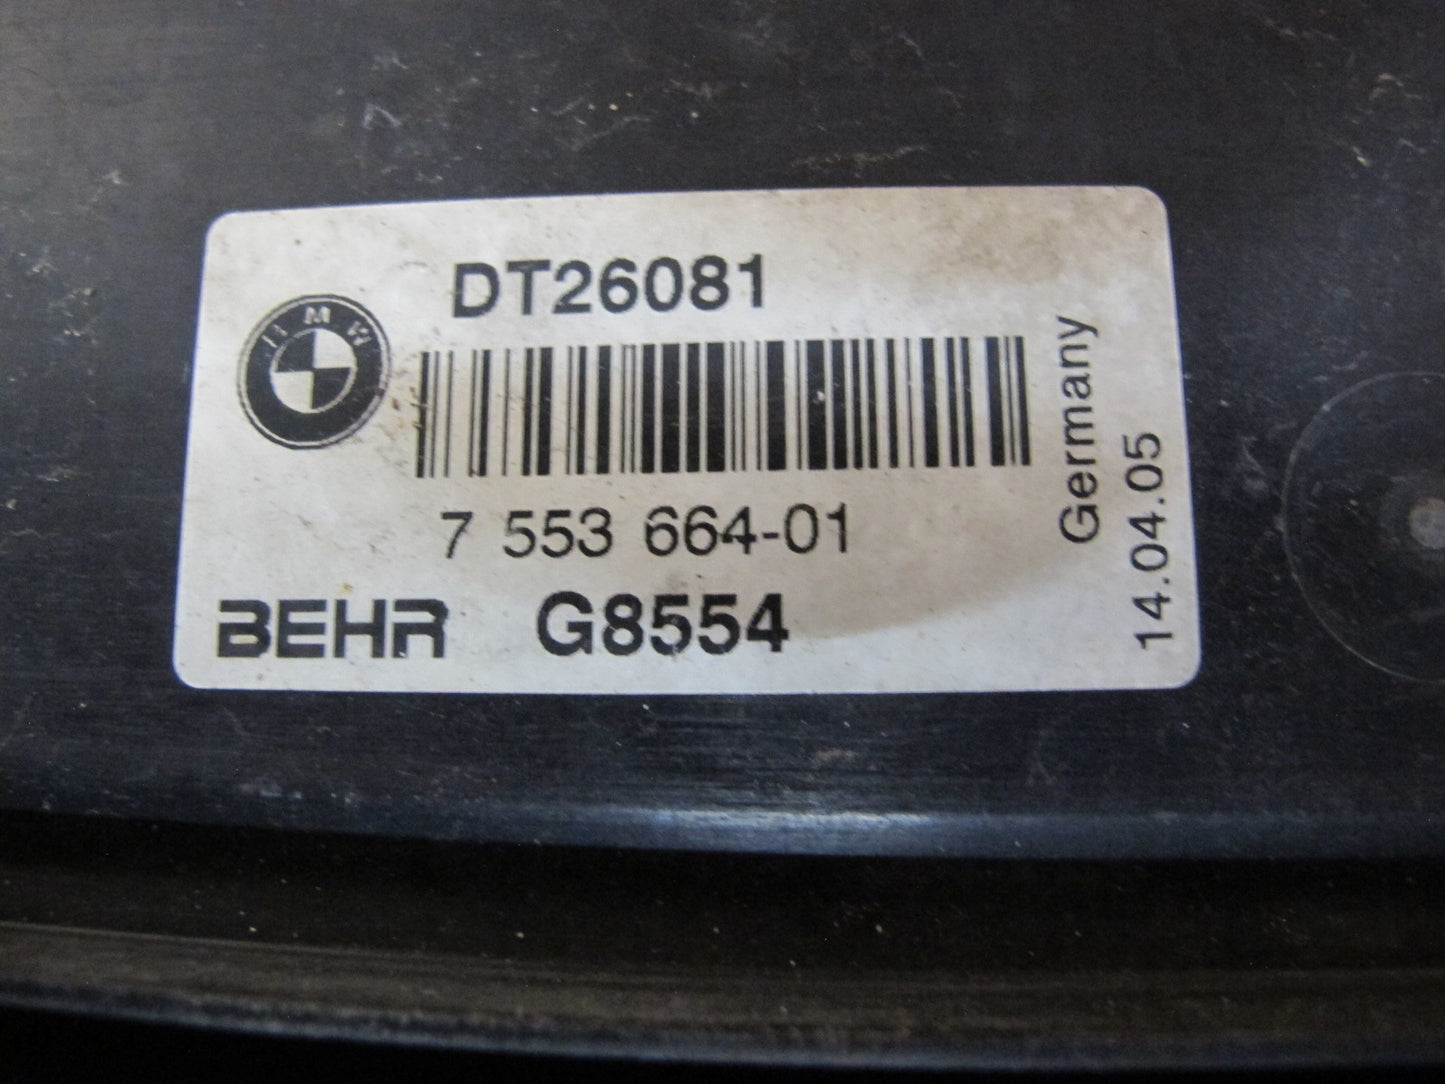 DT26081
BMW
7 553 664-01
BEHR G8554
Germany
14.04.05